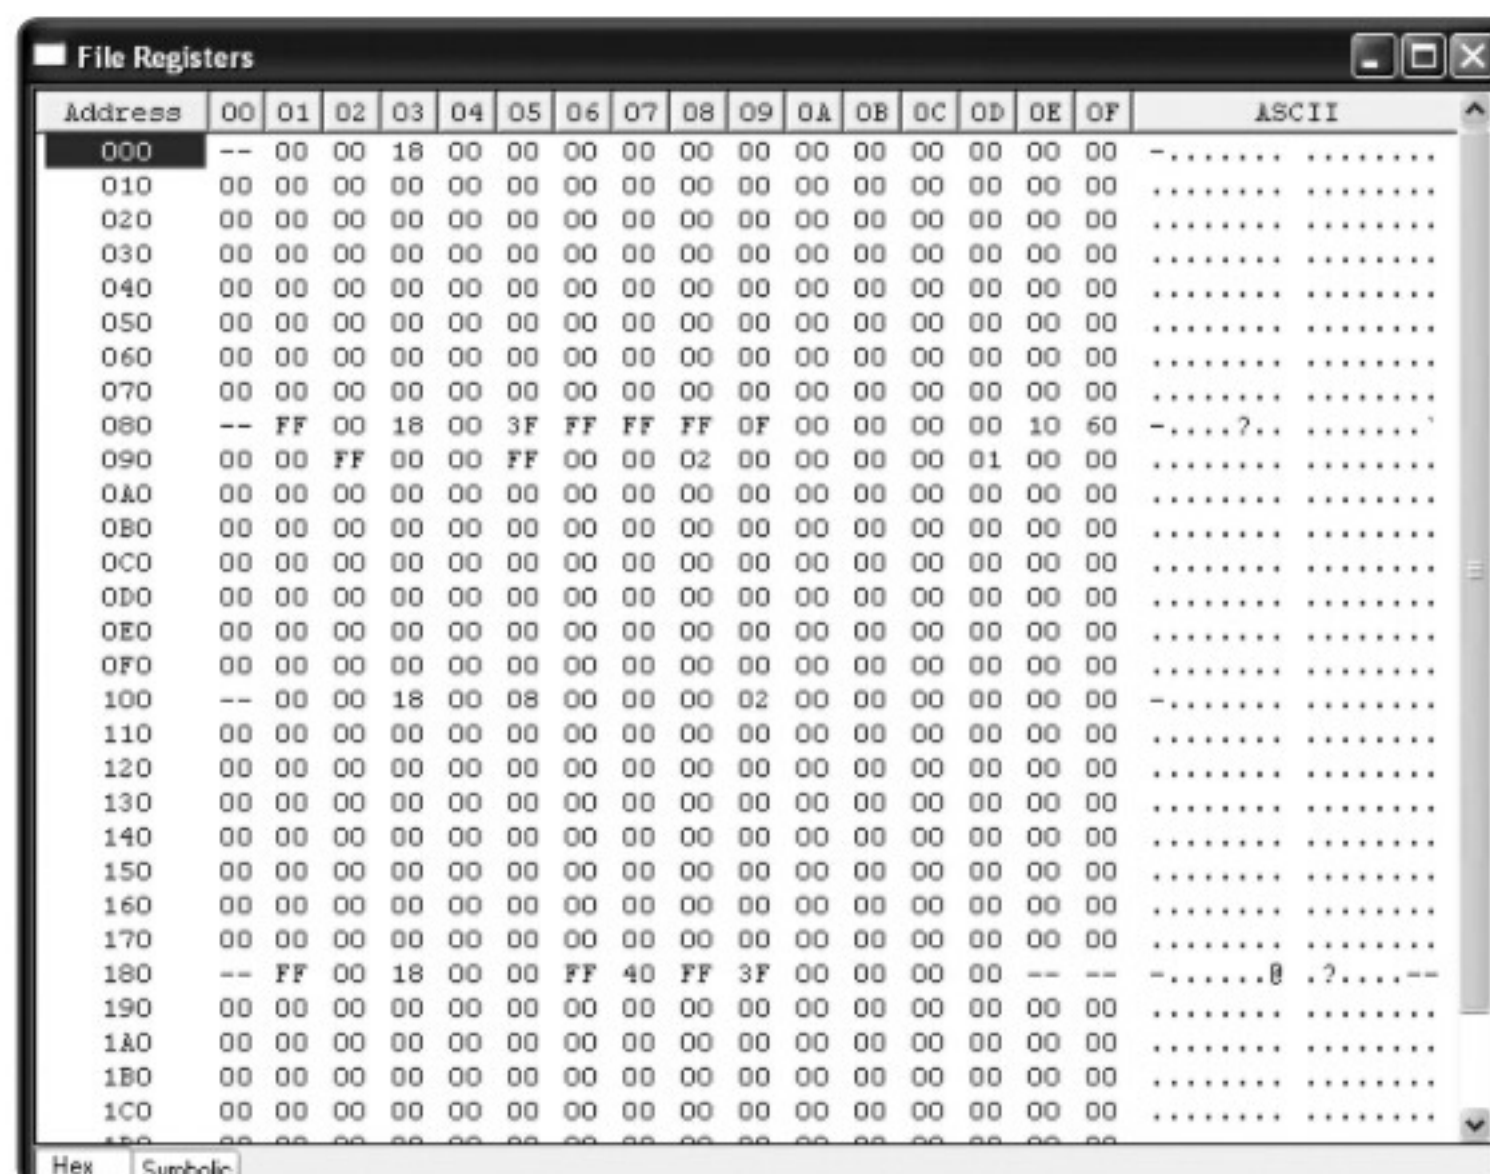 File Registers
Address 00 01 02 03 04 05 06 07 08 09 0A 0B 0C 0D 0E 0F ASCII
000 -- 00 00 18 00 00 00 00 00 00 00 00 00 00 00 00 -....... ........
010 00 00 00 00 00 00 00 00 00 00 00 00 00 00 00 00 ........ ........
020 00 00 00 00 00 00 00 00 00 00 00 00 00 00 00 00 ........ ........
030 00 00 00 00 00 00 00 00 00 00 00 00 00 00 00 00 ........ ........
040 00 00 00 00 00 00 00 00 00 00 00 00 00 00 00 00 ........ ........
050 00 00 00 00 00 00 00 00 00 00 00 00 00 00 00 00 ........ ........
060 00 00 00 00 00 00 00 00 00 00 00 00 00 00 00 00 ........ ........
070 00 00 00 00 00 00 00 00 00 00 00 00 00 00 00 00 ........ ........
080 -- FF 00 18 00 3F FF FF FF 0F 00 00 00 00 10 60 -....?.. .......`
090 00 00 FF 00 00 FF 00 00 02 00 00 00 00 01 00 00 ........ ........
0A0 00 00 00 00 00 00 00 00 00 00 00 00 00 00 00 00 ........ ........
0B0 00 00 00 00 00 00 00 00 00 00 00 00 00 00 00 00 ........ ........
0C0 00 00 00 00 00 00 00 00 00 00 00 00 00 00 00 00 ........ ........
0D0 00 00 00 00 00 00 00 00 00 00 00 00 00 00 00 00 ........ ........
0E0 00 00 00 00 00 00 00 00 00 00 00 00 00 00 00 00 ........ ........
0F0 00 00 00 00 00 00 00 00 00 00 00 00 00 00 00 00 ........ ........
100 -- 00 00 18 00 08 00 00 00 02 00 00 00 00 00 00 -....... ........
110 00 00 00 00 00 00 00 00 00 00 00 00 00 00 00 00 ........ ........
120 00 00 00 00 00 00 00 00 00 00 00 00 00 00 00 00 ........ ........
130 00 00 00 00 00 00 00 00 00 00 00 00 00 00 00 00 ........ ........
140 00 00 00 00 00 00 00 00 00 00 00 00 00 00 00 00 ........ ........
150 00 00 00 00 00 00 00 00 00 00 00 00 00 00 00 00 ........ ........
160 00 00 00 00 00 00 00 00 00 00 00 00 00 00 00 00 ........ ........
170 00 00 00 00 00 00 00 00 00 00 00 00 00 00 00 00 ........ ........
180 -- FF 00 18 00 00 FF 40 FF 3F 00 00 00 00 -- -- -......@ .?....--
190 00 00 00 00 00 00 00 00 00 00 00 00 00 00 00 00 ........ ........
1A0 00 00 00 00 00 00 00 00 00 00 00 00 00 00 00 00 ........ ........
1B0 00 00 00 00 00 00 00 00 00 00 00 00 00 00 00 00 ........ ........
1C0 00 00 00 00 00 00 00 00 00 00 00 00 00 00 00 00 ........ ........
Hex Symbolic